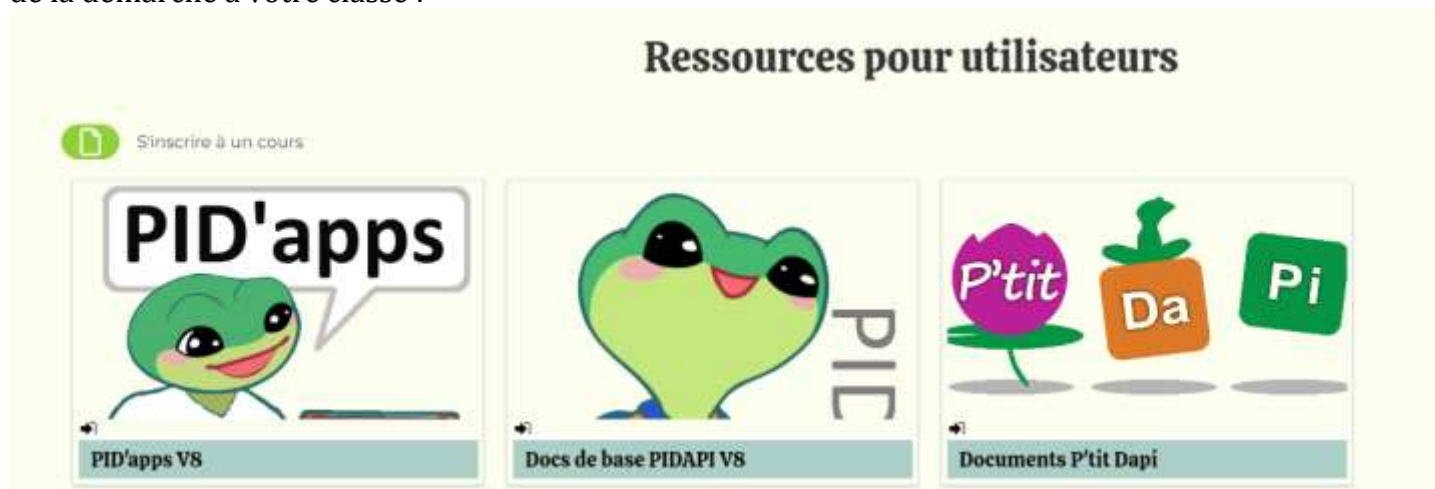 de la démarche à votre classe :
Ressources pour utilisateurs
S'inscrire à un cours
PID'apps
PIC
P'tit
Da
Pi
PID'apps V8
Docs de base PIDAPI V8
Documents P'tit Dapi